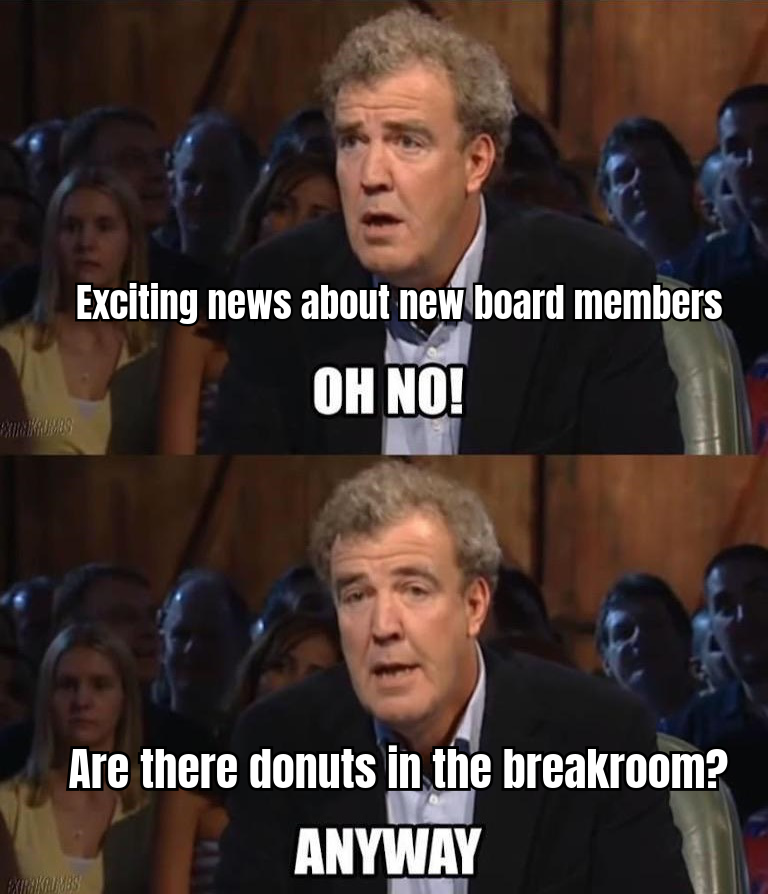 Exciting news about new board members
OH NO!
Are there donuts in the breakroom?
ANYWAY